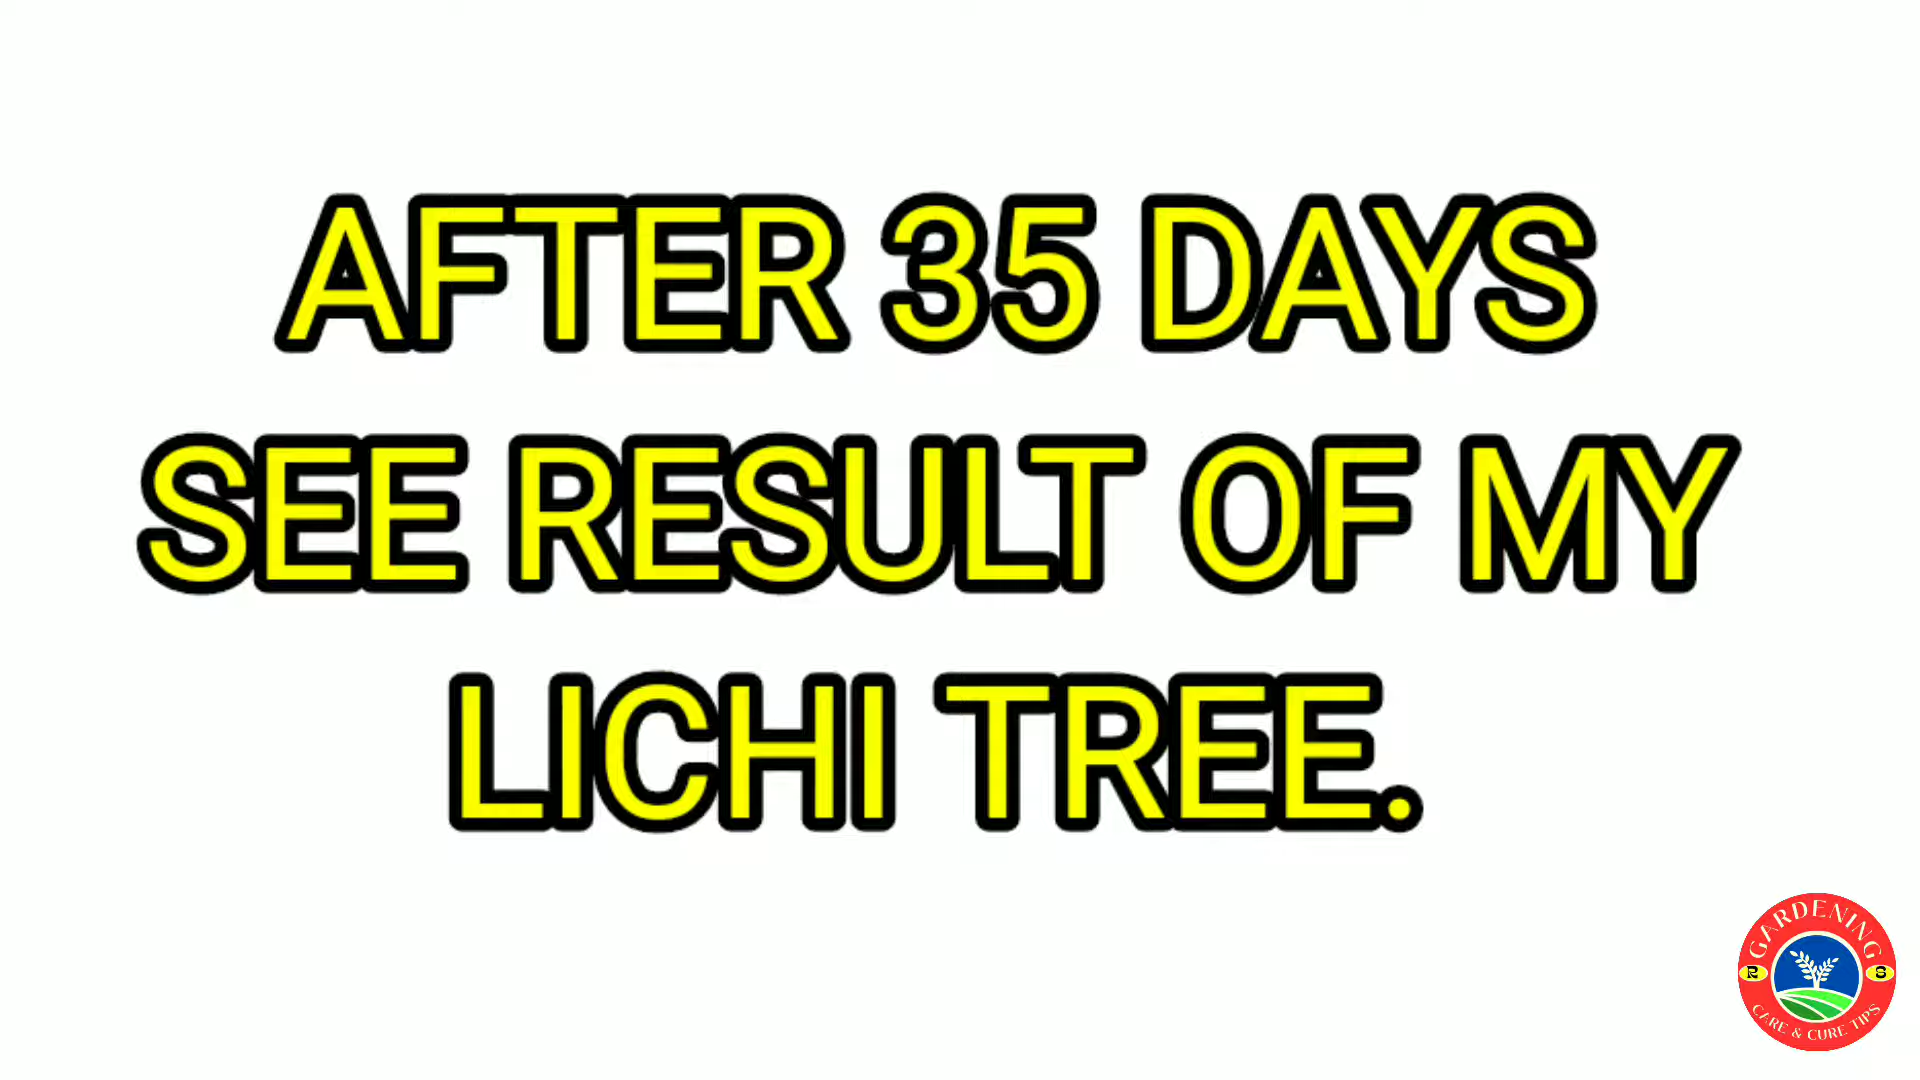 AFTER 35 DAYS
SEE RESULT OF MY
LICHI TREE.
GARDENING
R S
CARE & CURE TIPS